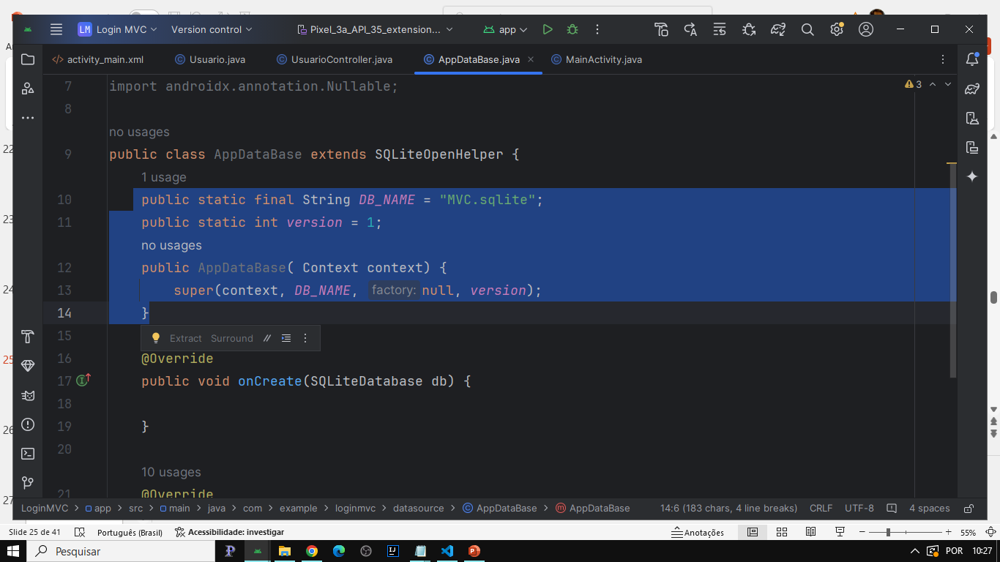 LM Login MVC Version control Pixel_3a_API_35_extension... app
activity_main.xml Usuario.java UsuarioController.java AppDataBase.java MainActivity.java
3
7 import androidx.annotation.Nullable;
8
no usages
9 public class AppDataBase extends SQLiteOpenHelper {
1 usage
10 public static final String DB_NAME = "MVC.sqlite";
11 public static int version = 1;
no usages
12 public AppDataBase( Context context) {
13 super(context, DB_NAME, factory: null, version);
14 }
15 Extract Surround
16 @Override
17 public void onCreate(SQLiteDatabase db) {
18
19 }
20
10 usages
21 @Override
22
23
24
25
26
27
LoginMVC > app > src > main > java > com > example > loginmvc > datasource > AppDataBase > AppDataBase 14:6 (183 chars, 4 line breaks) CRLF UTF-8 4 spaces
Slide 25 de 41 Português (Brasil) Acessibilidade: investigar Anotações 55%
Pesquisar POR 10:27